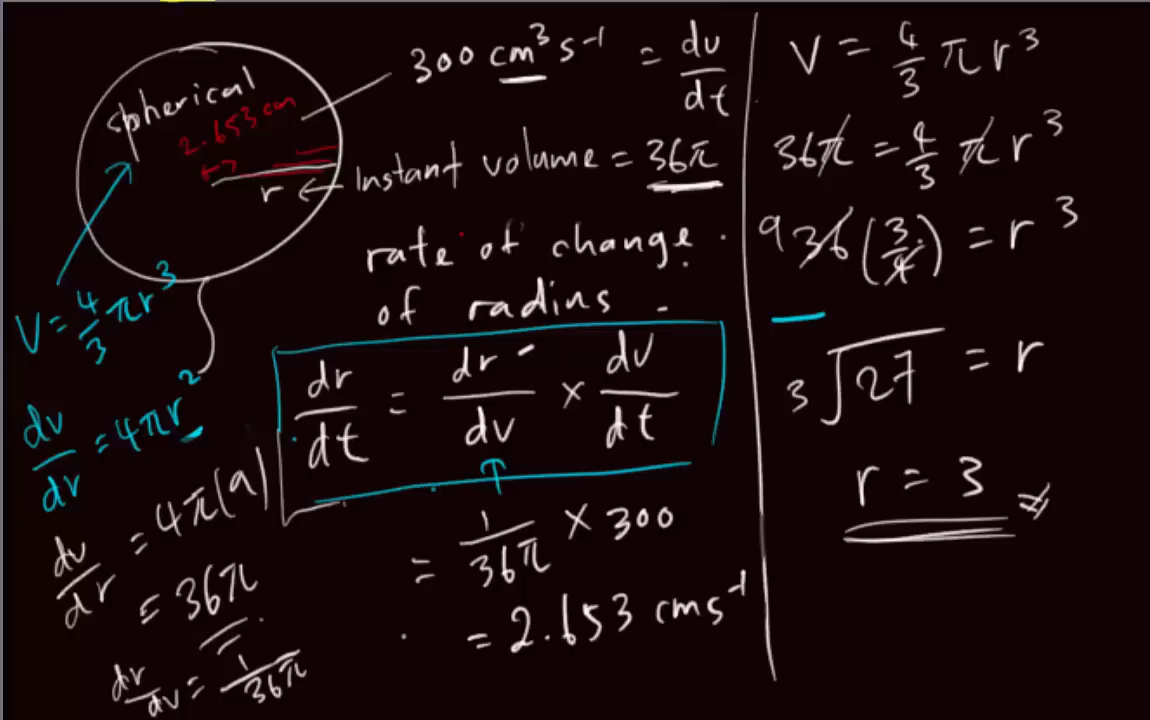 spherical
2.653 cm
r
300 cm³ s⁻¹ = dv/dt
Instant volume = 36π
rate of change
of radius
V = 4/3 πr³
dv/dr = 4πr²
dv/dr = 4π(9)
= 36π
dr/dv = 1/36π
dr/dt = dr/dv × dv/dt
= 1/36π × 300
= 2.653 cms⁻¹
V = 4/3 π r³
36π = 4/3 π r³
9 36 (3/4) = r³
3√27 = r
r = 3